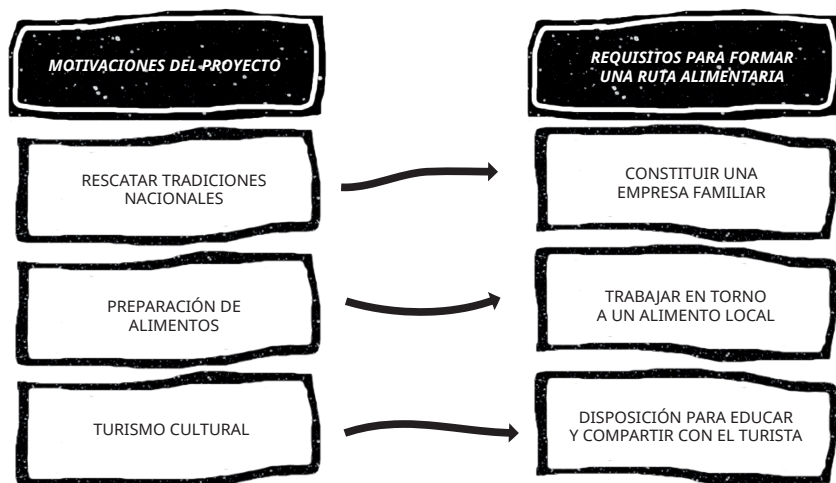 MOTIVACIONES DEL PROYECTO
REQUISITOS PARA FORMAR
UNA RUTA ALIMENTARIA
RESCATAR TRADICIONES
NACIONALES
CONSTITUIR UNA
EMPRESA FAMILIAR
PREPARACIÓN DE
ALIMENTOS
TRABAJAR EN TORNO
A UN ALIMENTO LOCAL
TURISMO CULTURAL
DISPOSICIÓN PARA EDUCAR
Y COMPARTIR CON EL TURISTA